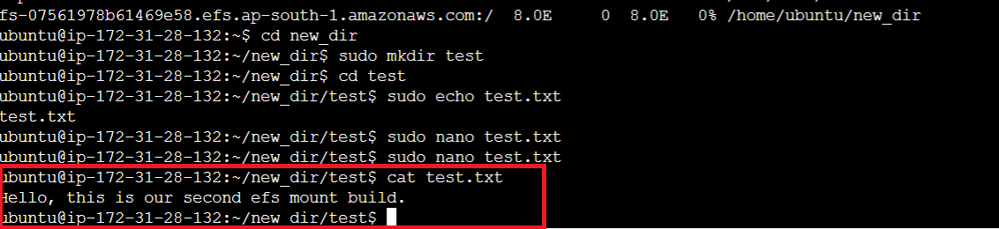 fs-07561978b61469e58.efs.ap-south-1.amazonaws.com:/  8.0E     0  8.0E   0% /home/ubuntu/new_dir
ubuntu@ip-172-31-28-132:~$ cd new_dir
ubuntu@ip-172-31-28-132:~/new_dir$ sudo mkdir test
ubuntu@ip-172-31-28-132:~/new_dir$ cd test
ubuntu@ip-172-31-28-132:~/new_dir/test$ sudo echo test.txt
test.txt
ubuntu@ip-172-31-28-132:~/new_dir/test$ sudo nano test.txt
ubuntu@ip-172-31-28-132:~/new_dir/test$ sudo nano test.txt
ubuntu@ip-172-31-28-132:~/new_dir/test$ cat test.txt
Hello, this is our second efs mount build.
ubuntu@ip-172-31-28-132:~/new_dir/test$